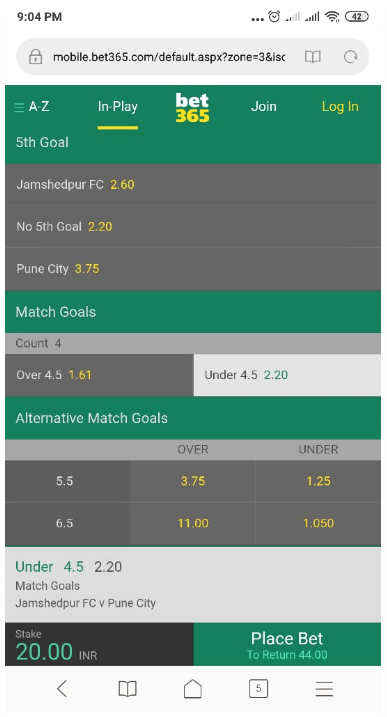 9:04 PM
42
mobile.bet365.com/default.aspx?zone=3&isc
A-Z
In-Play
bet
365
Join
Log In
5th Goal
Jamshedpur FC 2.60
No 5th Goal 2.20
Pune City 3.75
Match Goals
Count 4
Over 4.5 1.61
Under 4.5 2.20
Alternative Match Goals
OVER UNDER
5.5 3.75 1.25
6.5 11.00 1.050
Under 4.5 2.20
Match Goals
Jamshedpur FC v Pune City
Stake
20.00 INR
Place Bet
To Return 44.00
5